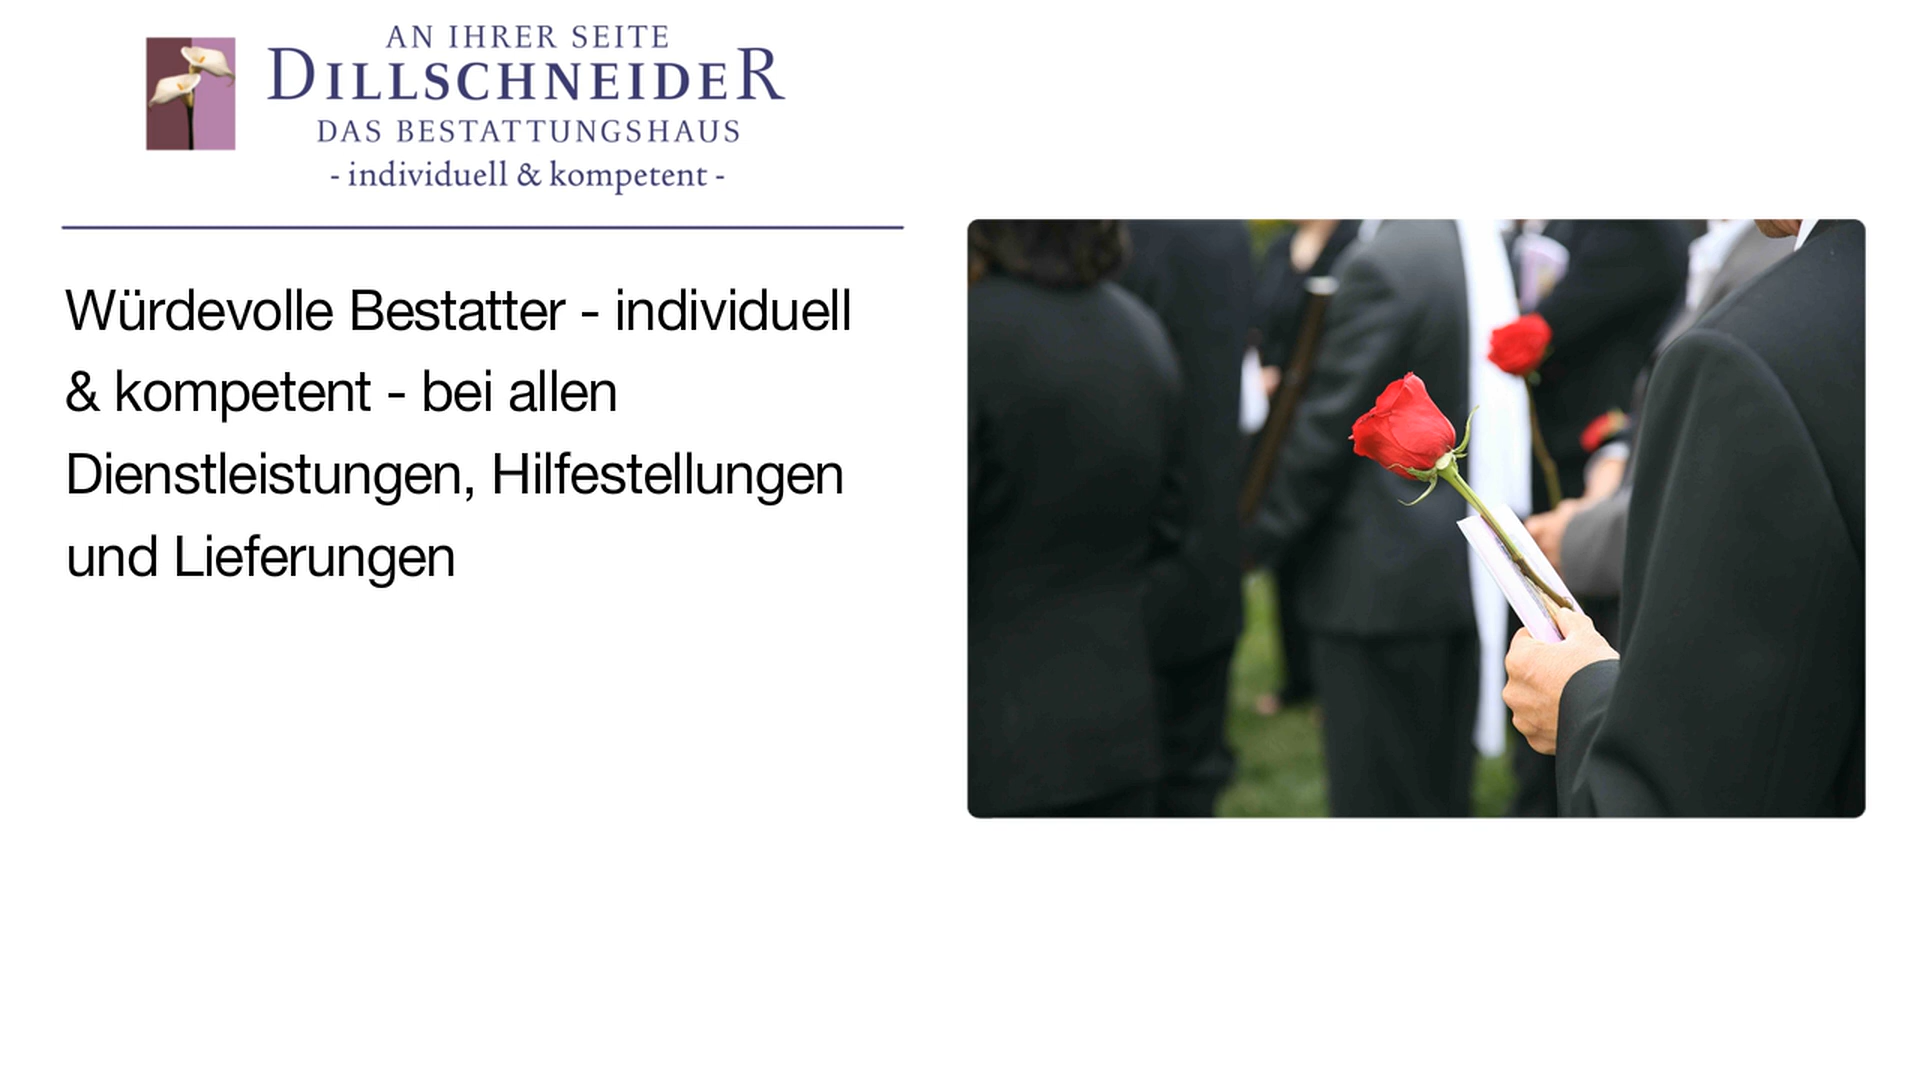 AN IHRER SEITE
DILLSCHNEIDER
DAS BESTATTUNGSHAUS
- individuell & kompetent -
Würdevolle Bestatter - individuell
& kompetent - bei allen
Dienstleistungen, Hilfestellungen
und Lieferungen